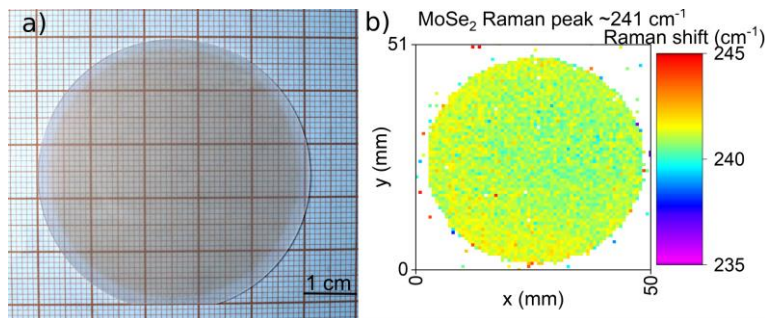 a)
1 cm
b)
MoSe₂ Raman peak ~241 cm⁻¹
Raman shift (cm⁻¹)
51
y (mm)
0
0
x (mm)
50
245
240
235